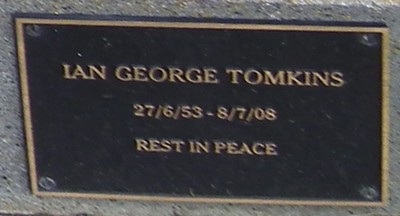 IAN GEORGE TOMKINS
27/6/53 - 8/7/08
REST IN PEACE